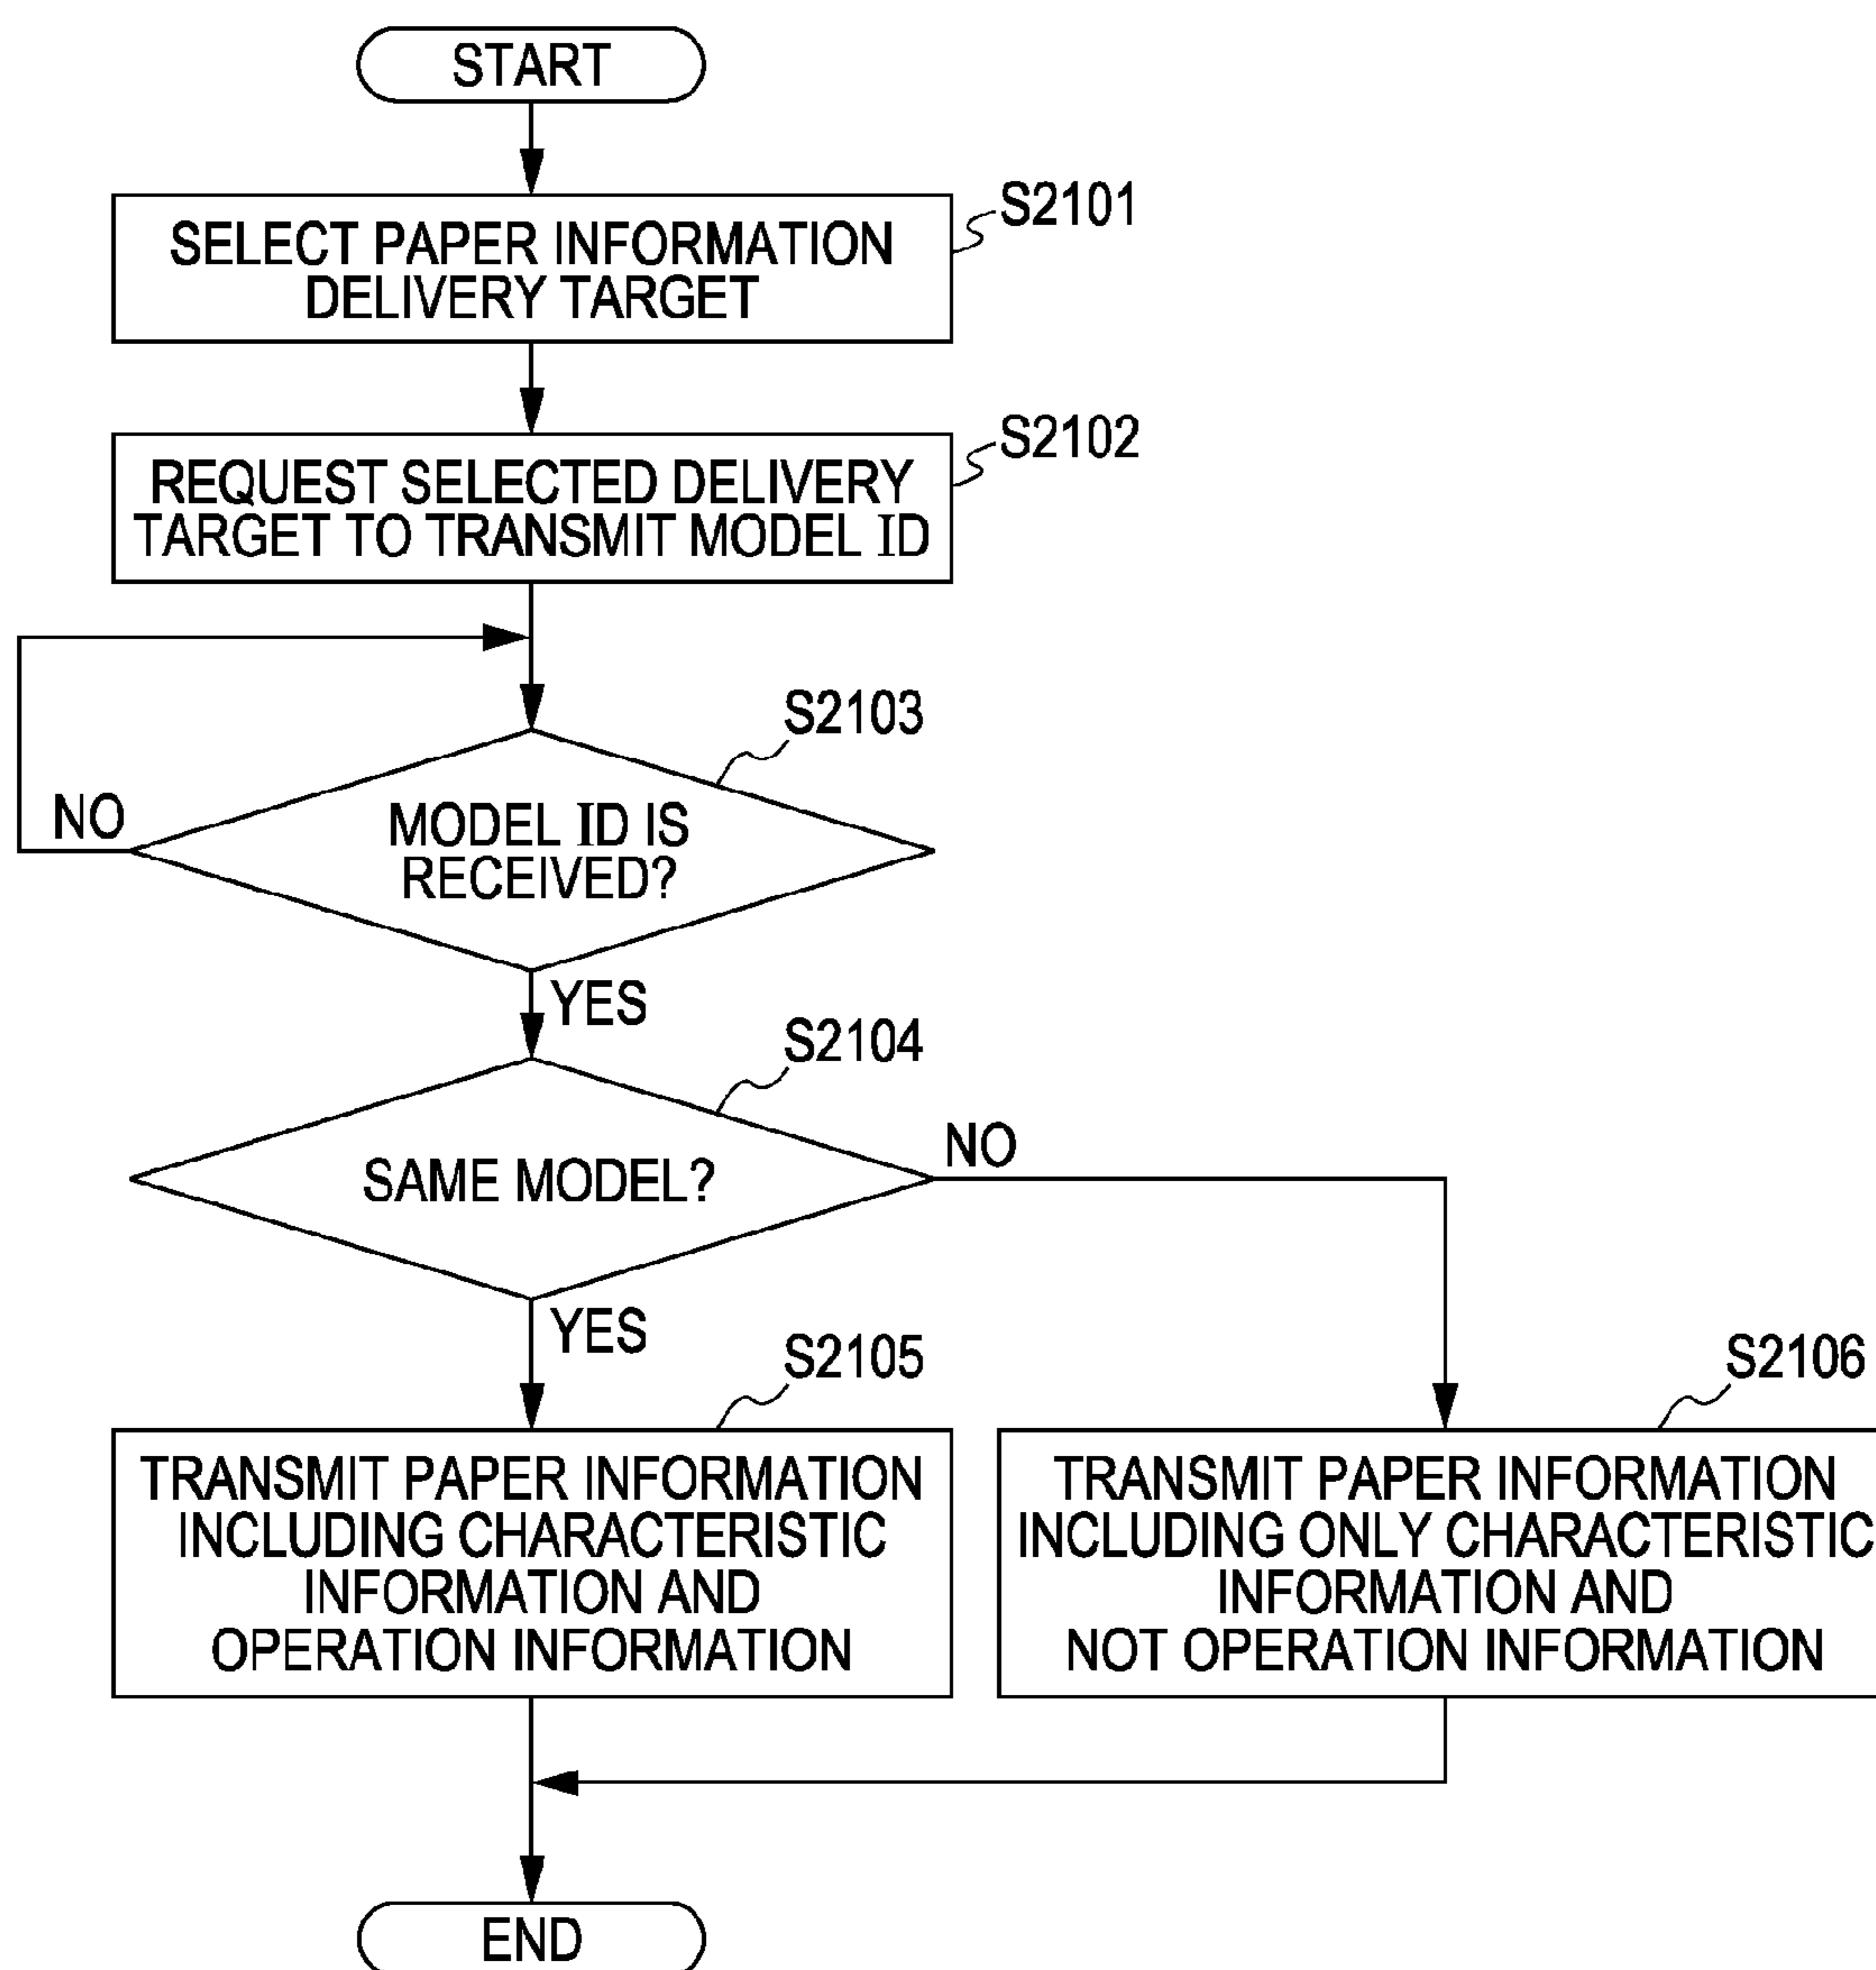 START
S2101
SELECT PAPER INFORMATION
DELIVERY TARGET
S2102
REQUEST SELECTED DELIVERY
TARGET TO TRANSMIT MODEL ID
S2103
NO
MODEL ID IS
RECEIVED?
YES
S2104
NO
SAME MODEL?
YES
S2105
TRANSMIT PAPER INFORMATION
INCLUDING CHARACTERISTIC
INFORMATION AND
OPERATION INFORMATION
S2106
TRANSMIT PAPER INFORMATION
INCLUDING ONLY CHARACTERISTIC
INFORMATION AND
NOT OPERATION INFORMATION
END